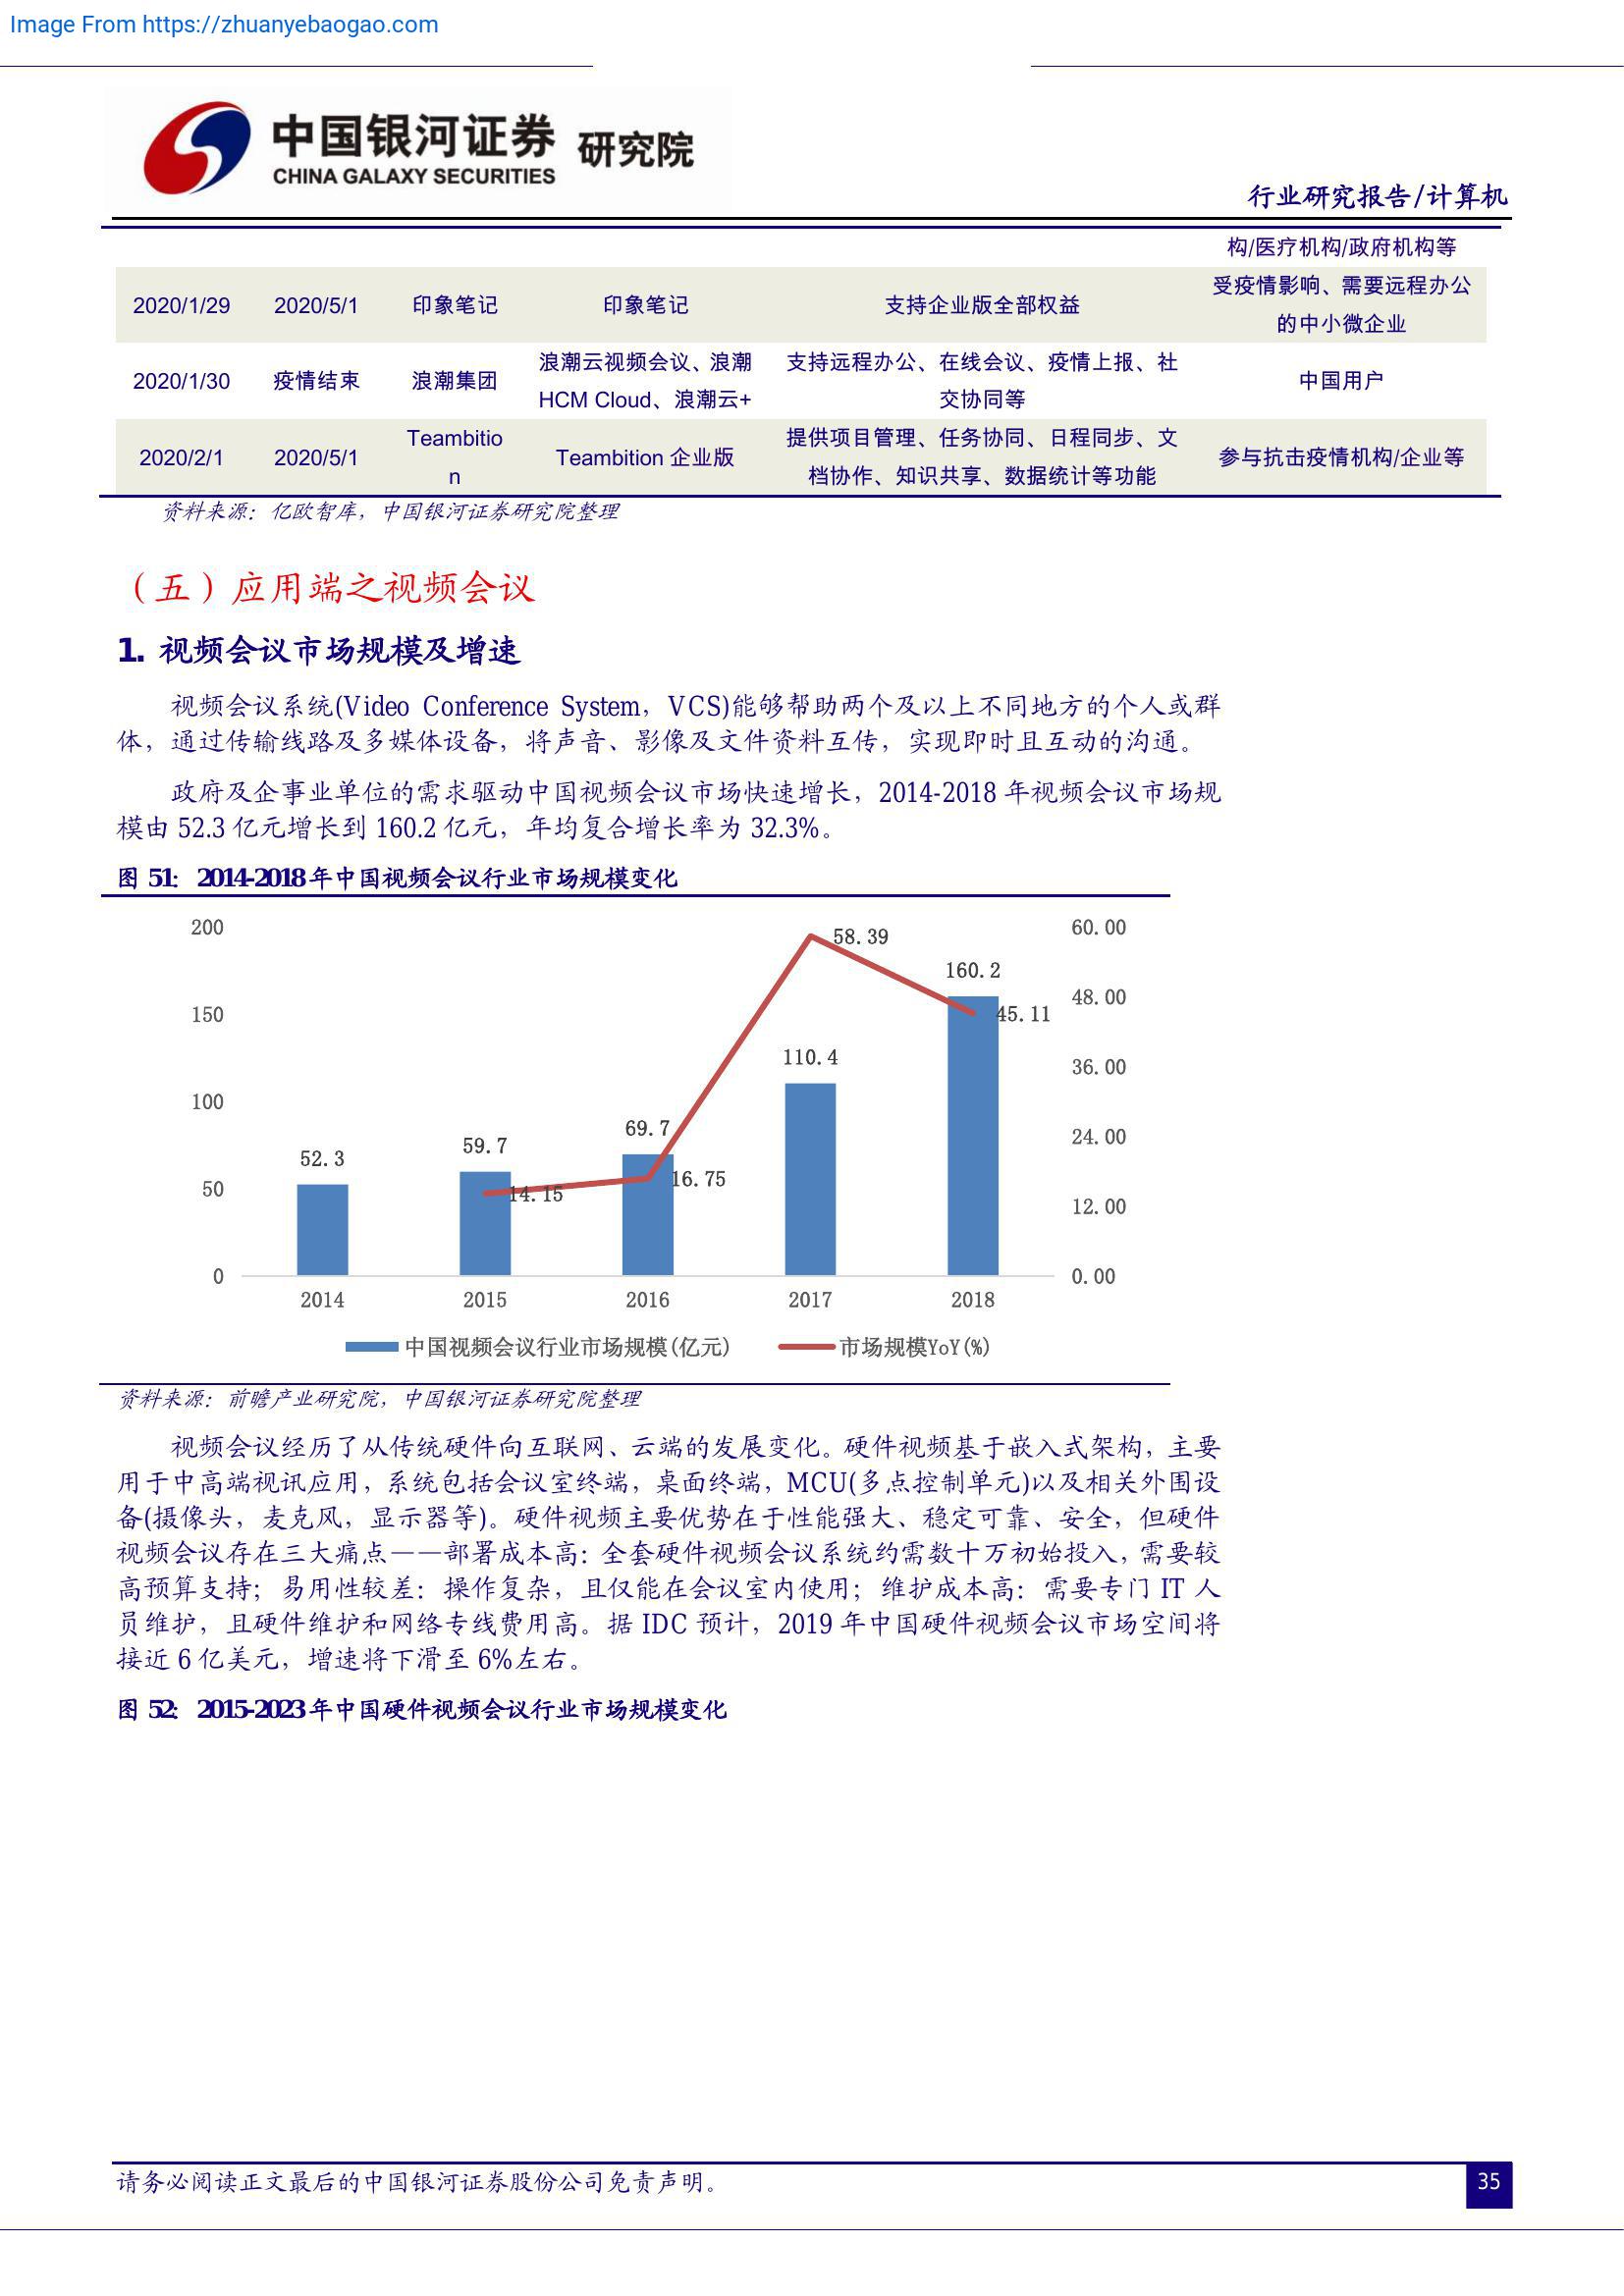 Image From https://zhuanyebaogao.com
中国银河证券 研究院
CHINA GALAXY SECURITIES
行业研究报告/计算机
构/医疗机构/政府机构等
2020/1/29 2020/5/1 印象笔记 印象笔记 支持企业版全部权益 受疫情影响、需要远程办公
的中小微企业
2020/1/30 疫情结束 浪潮集团 浪潮云视频会议、浪潮 支持远程办公、在线会议、疫情上报、社 中国用户
HCM Cloud、浪潮云+ 交协同等
2020/2/1 2020/5/1 Teambitio Teambition 企业版 提供项目管理、任务协同、日程同步、文 参与抗击疫情机构/企业等
n 档协作、知识共享、数据统计等功能
资料来源：亿欧智库，中国银河证券研究院整理
（五）应用端之视频会议
1. 视频会议市场规模及增速
视频会议系统(Video Conference System，VCS)能够帮助两个及以上不同地方的个人或群
体，通过传输线路及多媒体设备，将声音、影像及文件资料互传，实现即时且互动的沟通。
政府及企事业单位的需求驱动中国视频会议市场快速增长，2014-2018 年视频会议市场规
模由 52.3 亿元增长到 160.2 亿元，年均复合增长率为 32.3%。
图 51：2014-2018 年中国视频会议行业市场规模变化
200 60.00
58.39
160.2
48.00
150 45.11
110.4
36.00
100
69.7
24.00
59.7
52.3
50 16.75
14.15
12.00
0 0.00
2014 2015 2016 2017 2018
中国视频会议行业市场规模(亿元) 市场规模YoY(%)
资料来源：前瞻产业研究院，中国银河证券研究院整理
视频会议经历了从传统硬件向互联网、云端的发展变化。硬件视频基于嵌入式架构，主要
用于中高端视讯应用，系统包括会议室终端，桌面终端，MCU(多点控制单元)以及相关外围设
备(摄像头，麦克风，显示器等)。硬件视频主要优势在于性能强大、稳定可靠、安全，但硬件
视频会议存在三大痛点——部署成本高：全套硬件视频会议系统约需数十万初始投入，需要较
高预算支持；易用性较差：操作复杂，且仅能在会议室内使用；维护成本高：需要专门 IT 人
员维护，且硬件维护和网络专线费用高。据 IDC 预计，2019 年中国硬件视频会议市场空间将
接近 6 亿美元，增速将下滑至 6%左右。
图 52：2015-2023 年中国硬件视频会议行业市场规模变化
请务必阅读正文最后的中国银河证券股份公司免责声明。
35